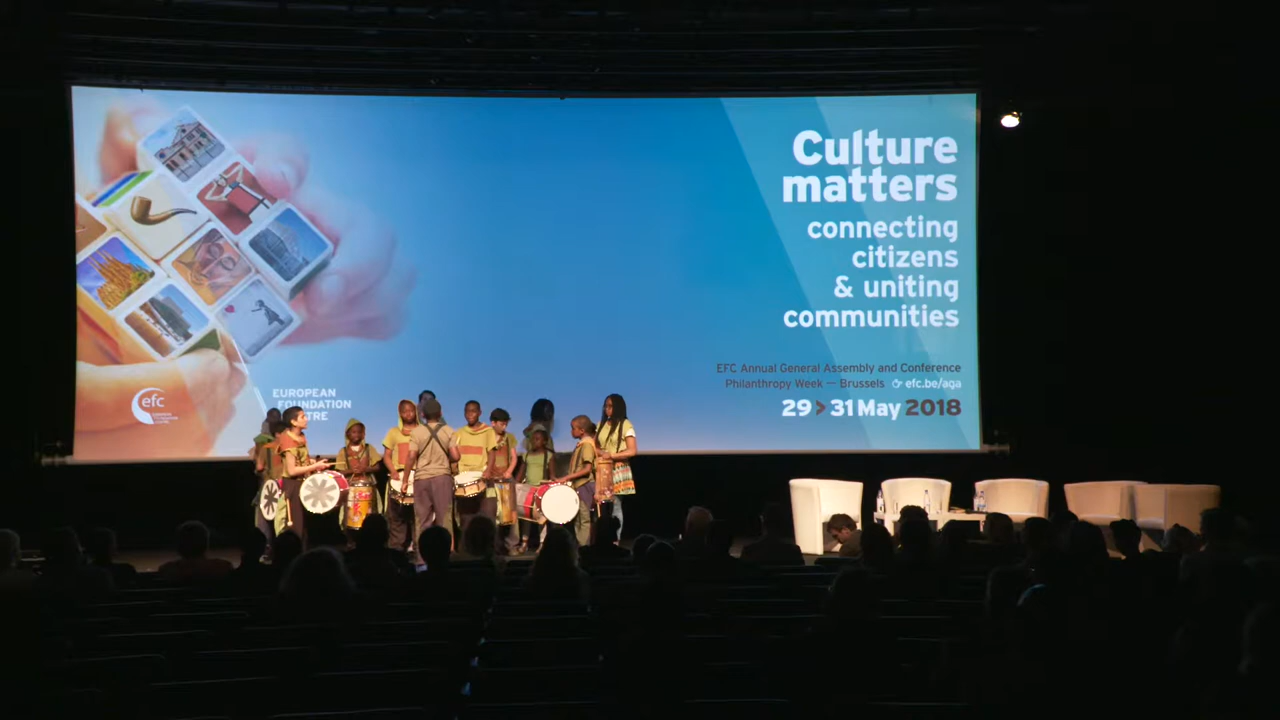 Culture
matters
connecting
citizens
& uniting
communities
EFC Annual General Assembly and Conference
Philanthropy Week — Brussels efc.be/aga
29 > 31 May 2018
efc
EUROPEAN
FOUNDATION